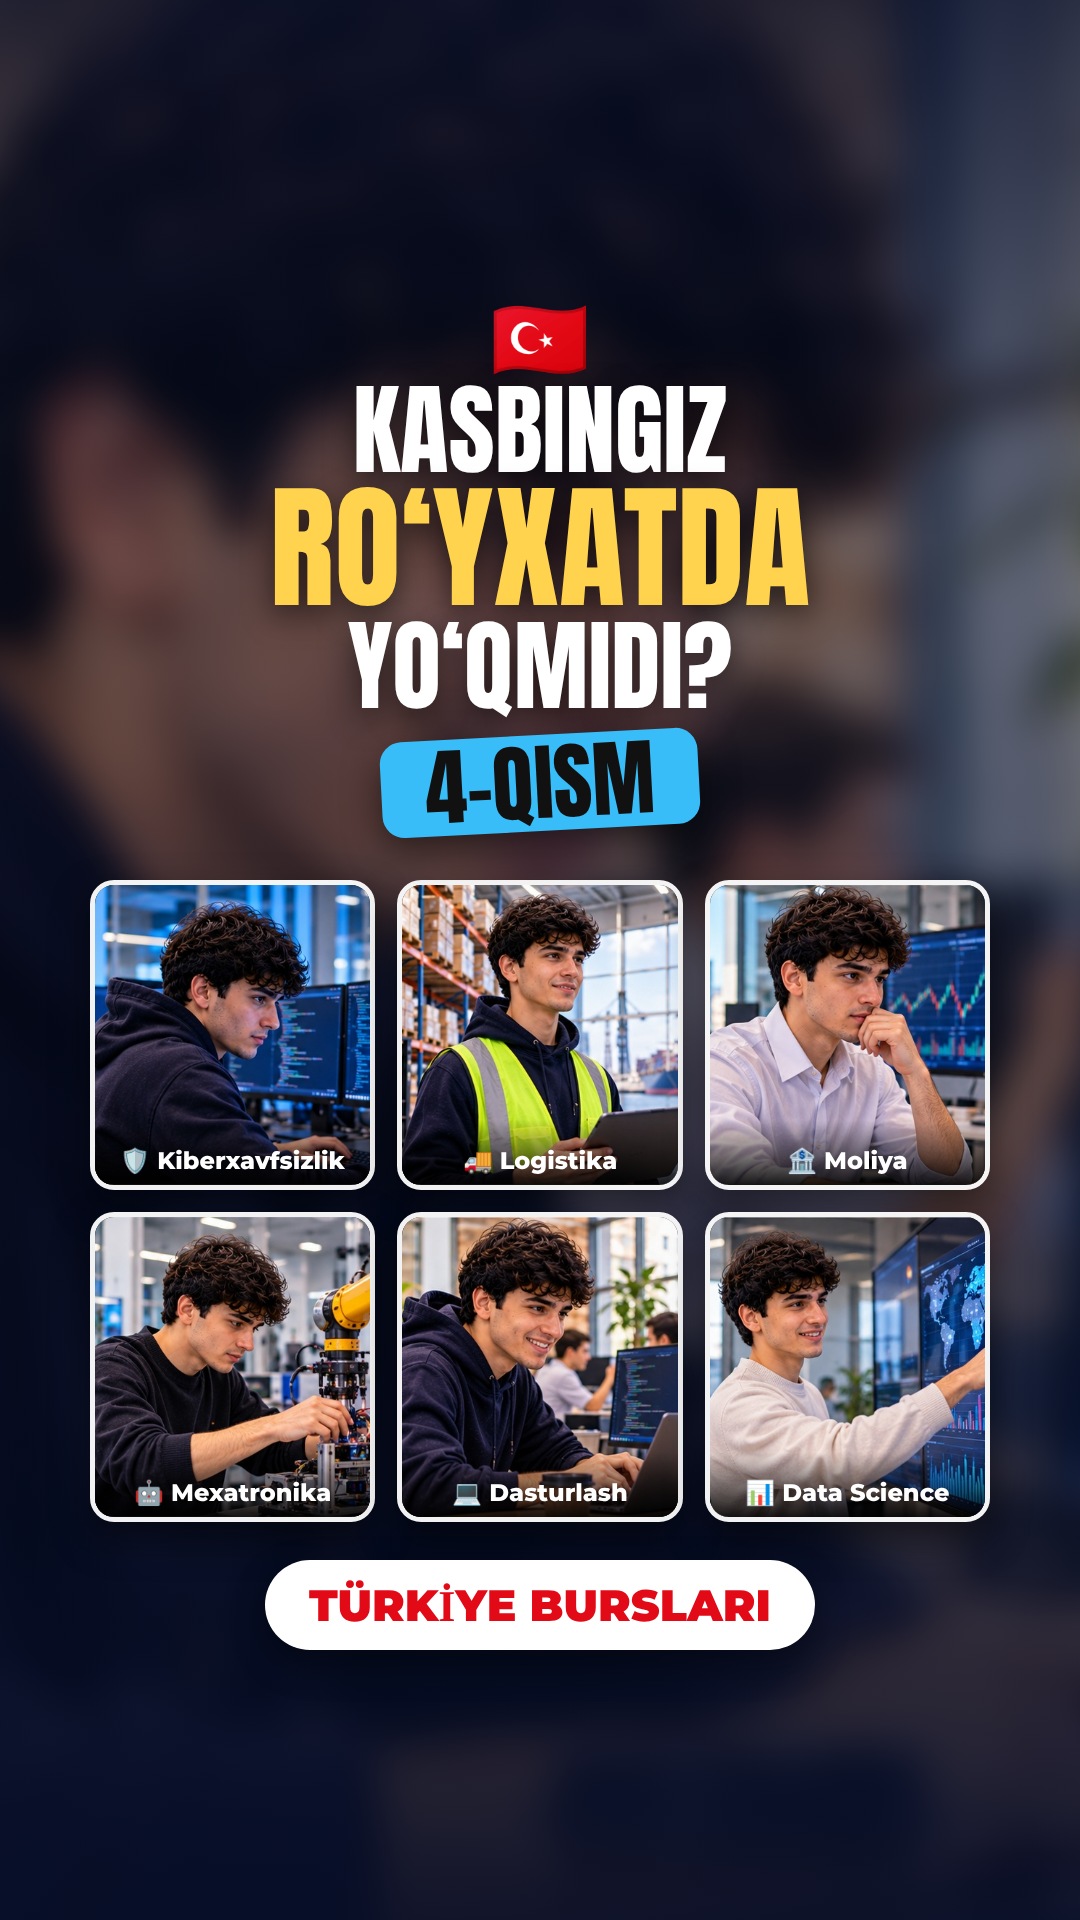 KASBINGIZ
RO‘YXATDA
YO‘QMIDI?
4-QISM
Kiberxavfsizlik
Logistika
Moliya
Mexatronika
Dasturlash
Data Science
TÜRKİYE BURSLARI